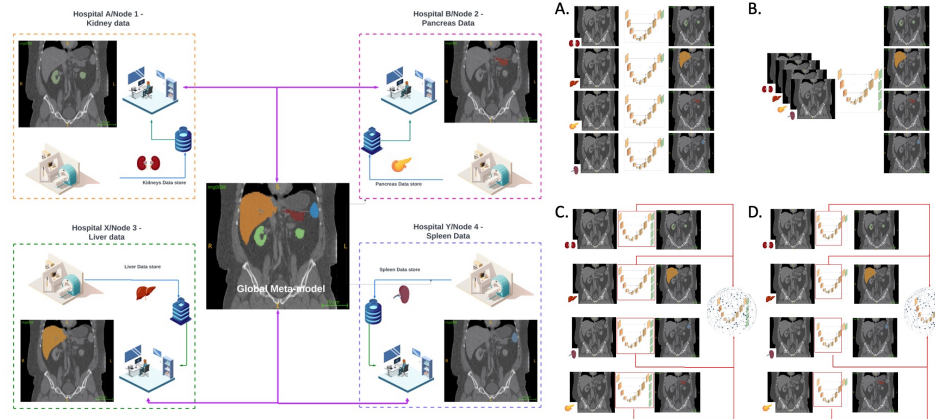 Hospital A/Node 1 -
Kidney data
Kidneys Data store
Hospital B/Node 2 -
Pancreas Data
Pancreas Data store
Hospital X/Node 3 -
Liver data
Liver Data store
Hospital Y/Node 4 -
Spleen Data
Spleen Data store
R
L
Global Meta-model
A.
B.
C.
D.